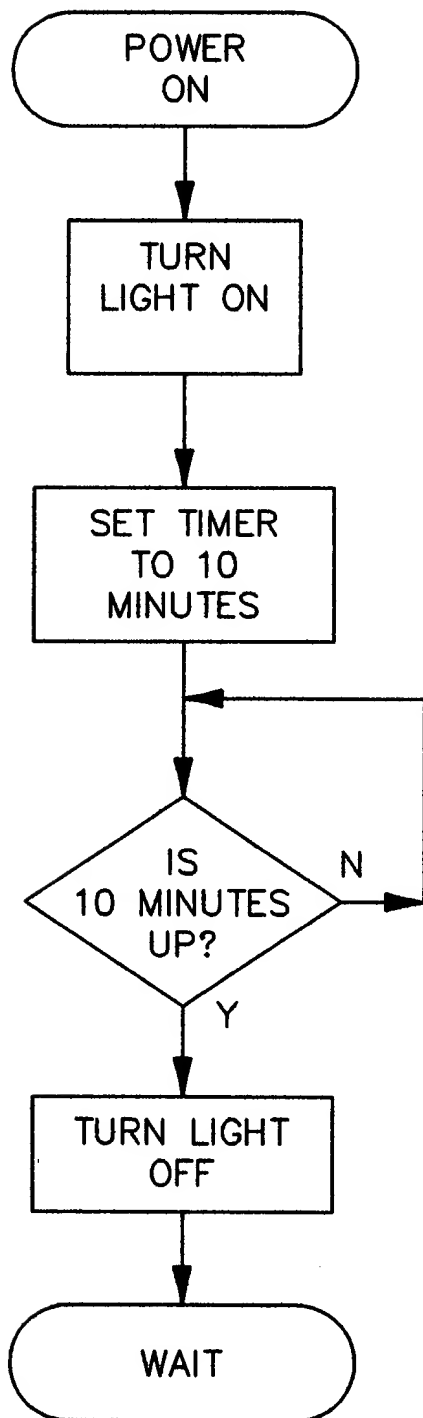 POWER
ON
TURN
LIGHT ON
SET TIMER
TO 10
MINUTES
IS
10 MINUTES
UP?
N
Y
TURN LIGHT
OFF
WAIT